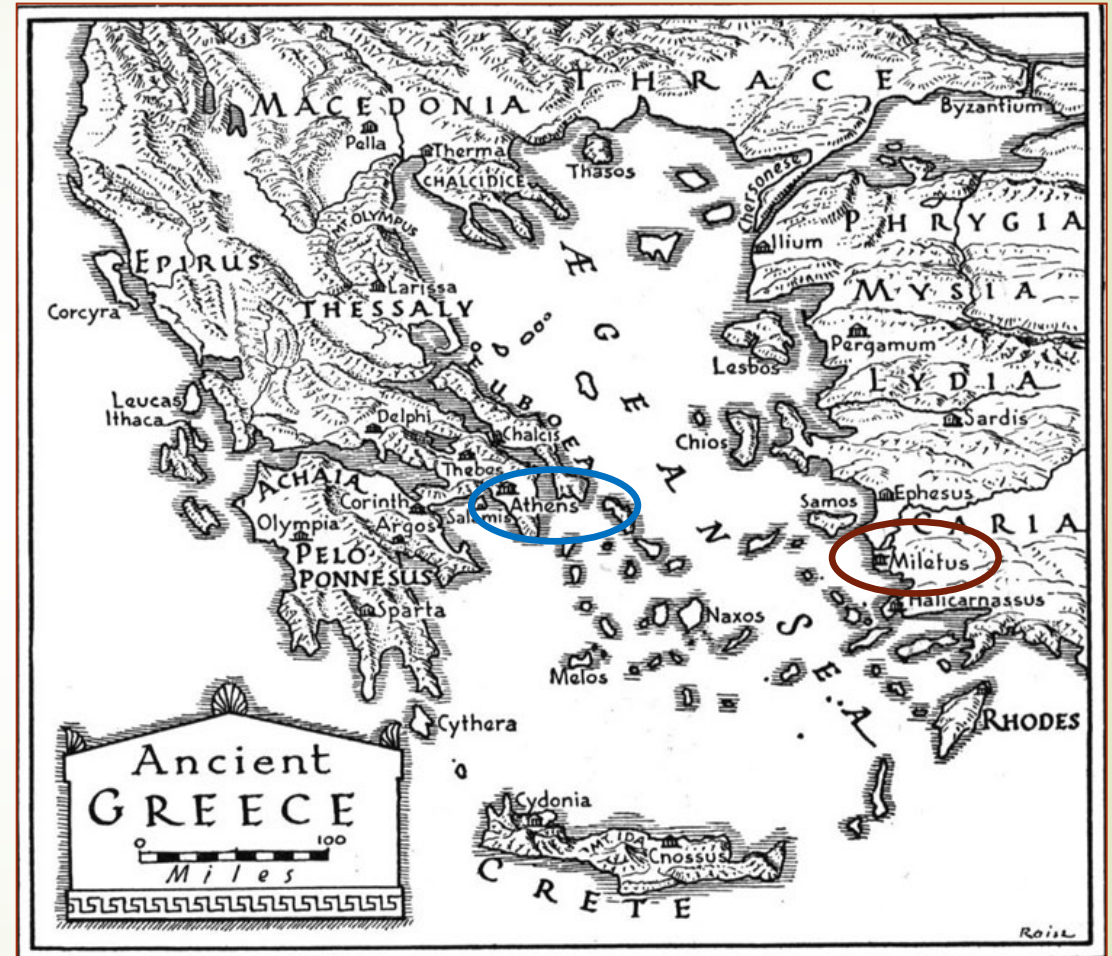 THRACE
MACEDONIA
Byzantium
Pella
Therma
CHALCIDICE
Thasos
Chersonese
MT. OLYMPUS
PHRYGIA
Ilium
EPIRUS
Larissa
MYSIA
Corcyra
THESSALY
ÆGEAN SEA
Pergamum
Lesbos
LYDIA
EUBOEA
Leucas
Ithaca
Delphi
Chalcis
Chios
Sardis
Thebes
ACHAIA
Corinth
Athens
Salamis
Samos
Ephesus
Olympia
Argos
CARIA
PELO
PONNESUS
Miletus
Sparta
Halicarnassus
Naxos
Melos
Cythera
RHODES
Ancient
GREECE
0 100
Miles
Cydonia
MT. IDA
Cnossus
CRETE